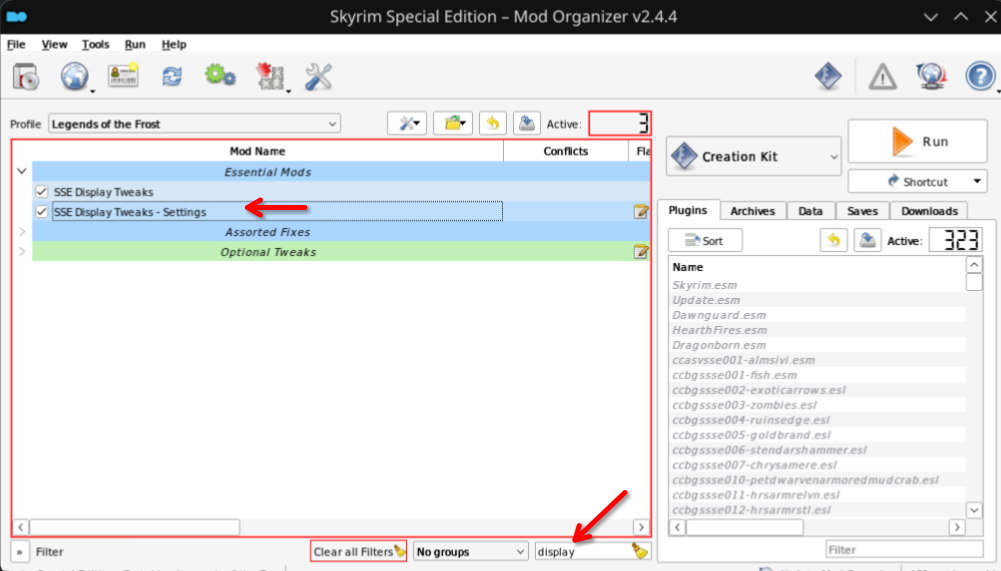 Skyrim Special Edition – Mod Organizer v2.4.4
File View Tools Run Help
Profile Legends of the Frost Active: 3
Mod Name Conflicts Fla
Essential Mods
SSE Display Tweaks
SSE Display Tweaks - Settings
Assorted Fixes
Optional Tweaks
» Filter Clear all Filters No groups display
Creation Kit Run
Shortcut
Plugins Archives Data Saves Downloads
Sort Active: 323
Name
Skyrim.esm
Update.esm
Dawnguard.esm
HearthFires.esm
Dragonborn.esm
ccasvsse001-almsivi.esm
ccbgssse001-fish.esm
ccbgssse002-exoticarrows.esl
ccbgssse003-zombies.esl
ccbgssse004-ruinsedge.esl
ccbgssse005-goldbrand.esl
ccbgssse006-stendarshammer.esl
ccbgssse007-chrysamere.esl
ccbgssse010-petdwarvenarmoredmudcrab.esl
ccbgssse011-hrsarmrelvn.esl
ccbgssse012-hrsarmrstl.esl
Filter